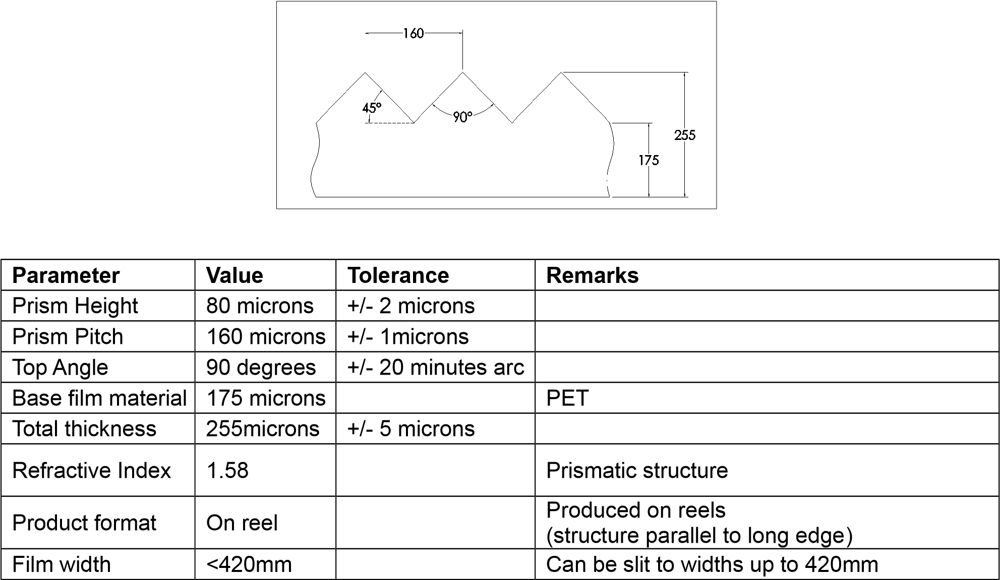 160
45°
90°
255
175
Parameter Value Tolerance Remarks
Prism Height 80 microns +/- 2 microns
Prism Pitch 160 microns +/- 1microns
Top Angle 90 degrees +/- 20 minutes arc
Base film material 175 microns PET
Total thickness 255microns +/- 5 microns
Refractive Index 1.58 Prismatic structure
Product format On reel Produced on reels
(structure parallel to long edge)
Film width <420mm Can be slit to widths up to 420mm